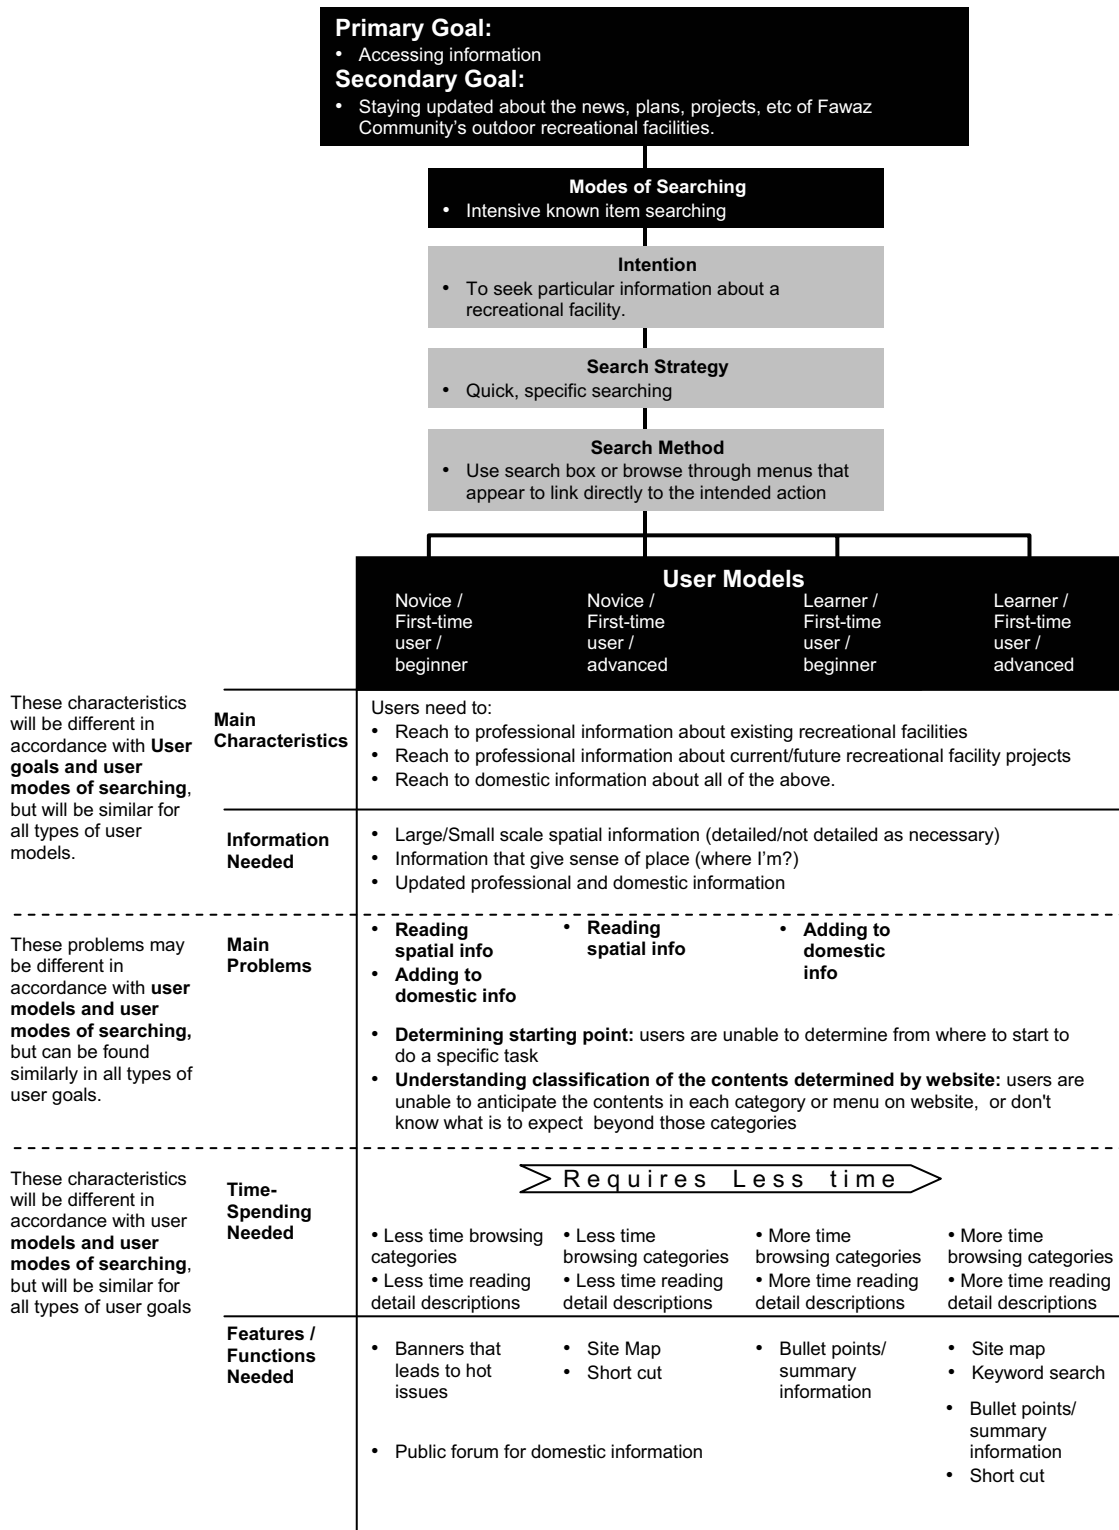 Primary Goal:
• Accessing information
Secondary Goal:
• Staying updated about the news, plans, projects, etc of Fawaz
Community's outdoor recreational facilities.
Modes of Searching
• Intensive known item searching
Intention
• To seek particular information about a
recreational facility.
Search Strategy
• Quick, specific searching
Search Method
• Use search box or browse through menus that
appear to link directly to the intended action
User Models
Novice /
First-time
user /
beginner
Novice /
First-time
user /
advanced
Learner /
First-time
user /
beginner
Learner /
First-time
user /
advanced
These characteristics
will be different in
accordance with User
goals and user
modes of searching,
but will be similar for
all types of user
models.
Main
Characteristics
Users need to:
• Reach to professional information about existing recreational facilities
• Reach to professional information about current/future recreational facility projects
• Reach to domestic information about all of the above.
Information
Needed
• Large/Small scale spatial information (detailed/not detailed as necessary)
• Information that give sense of place (where I'm?)
• Updated professional and domestic information
These problems may
be different in
accordance with user
models and user
modes of searching,
but can be found
similarly in all types of
user goals.
Main
Problems
• Reading
spatial info
• Adding to
domestic info
• Reading
spatial info
• Adding to
domestic
info
• Determining starting point: users are unable to determine from where to start to
do a specific task
• Understanding classification of the contents determined by website: users are
unable to anticipate the contents in each category or menu on website, or don't
know what is to expect beyond those categories
These characteristics
will be different in
accordance with user
models and user
modes of searching,
but will be similar for
all types of user goals
Time-
Spending
Needed
Requires Less time
• Less time browsing
categories
• Less time reading
detail descriptions
• Less time
browsing categories
• Less time reading
detail descriptions
• More time
browsing categories
• More time reading
detail descriptions
• More time
browsing categories
• More time reading
detail descriptions
Features /
Functions
Needed
• Banners that
leads to hot
issues
• Site Map
• Short cut
• Bullet points/
summary
information
• Site map
• Keyword search
• Bullet points/
summary
information
• Short cut
• Public forum for domestic information